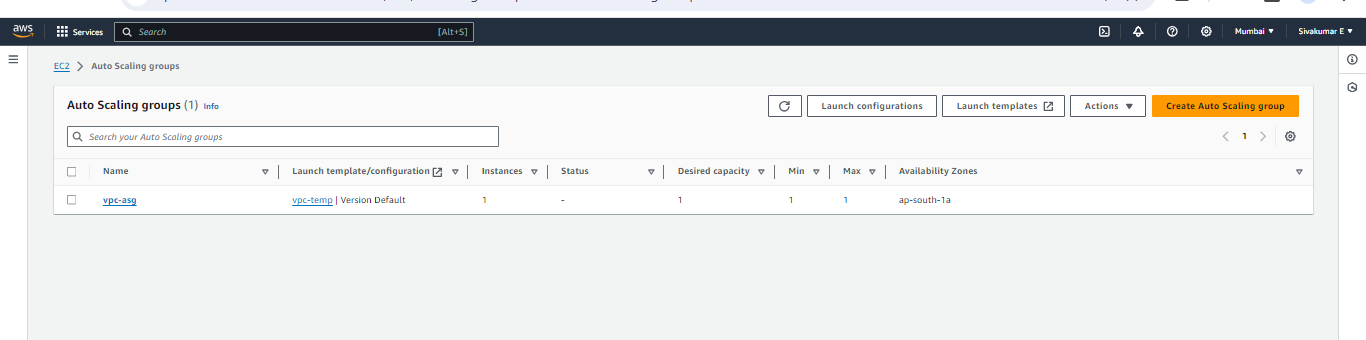 aws Services Search [Alt+S] Mumbai ▼ Sivakumar E ▼
EC2 > Auto Scaling groups
Auto Scaling groups (1) Info Launch configurations Launch templates Actions ▼ Create Auto Scaling group
Search your Auto Scaling groups 1
Name Launch template/configuration Instances Status Desired capacity Min Max Availability Zones
vpc-asg vpc-temp | Version Default 1 - 1 1 1 ap-south-1a